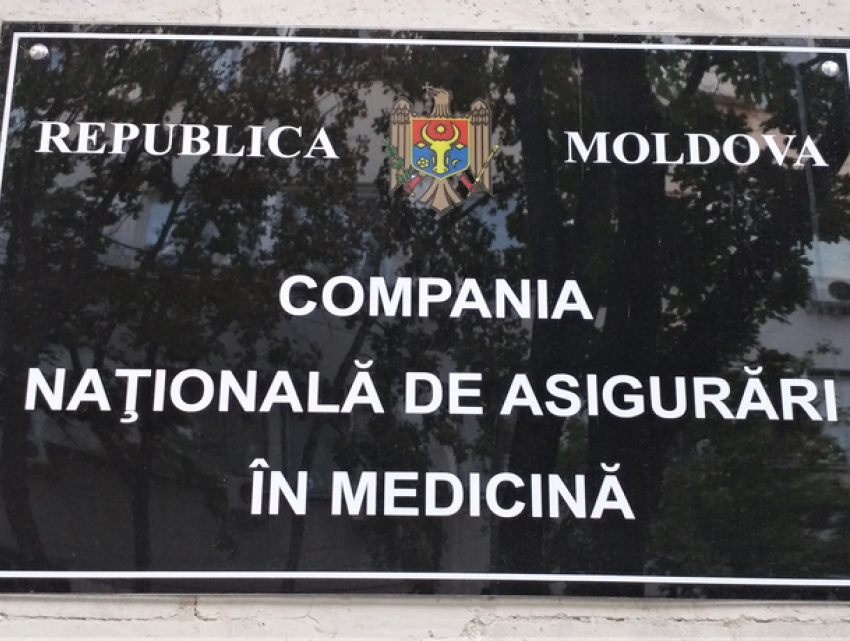 REPUBLICA MOLDOVA
COMPANIA
NAŢIONALĂ DE ASIGURĂRI
ÎN MEDICINĂ